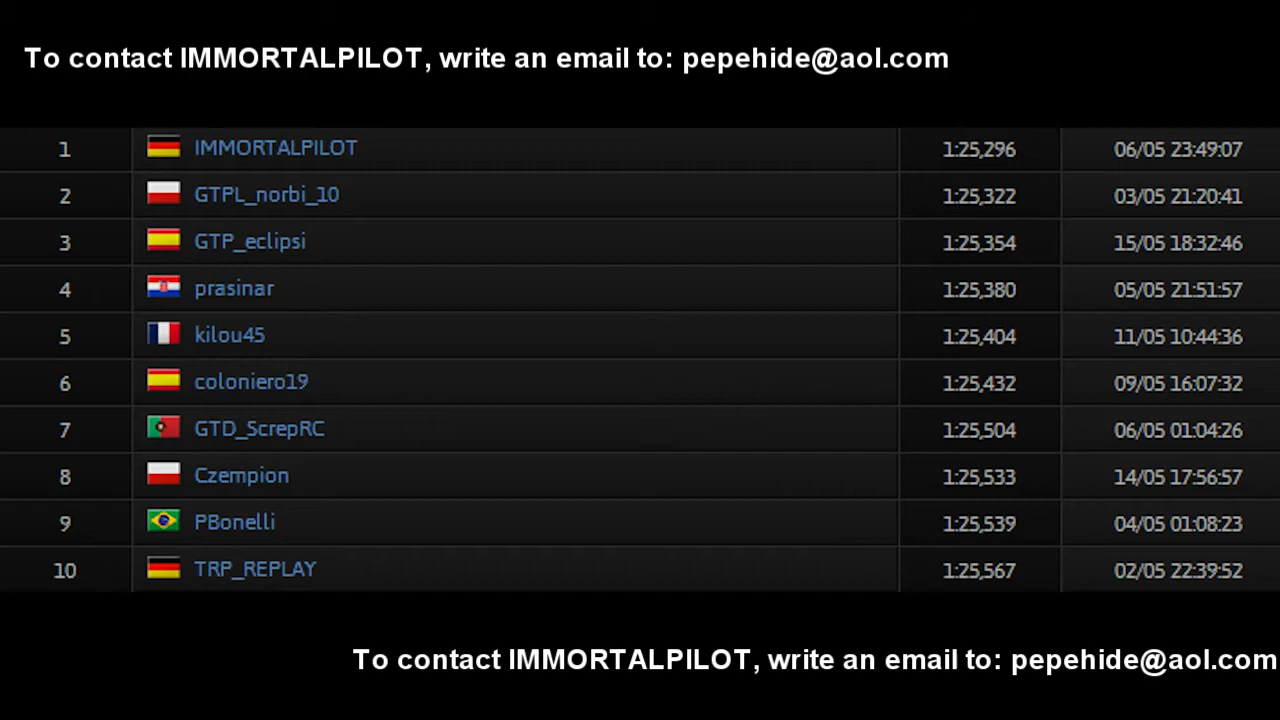 To contact IMMORTALPILOT, write an email to: pepehide@aol.com
1 IMMORTALPILOT 1:25,296 06/05 23:49:07
2 GTPL_norbi_10 1:25,322 03/05 21:20:41
3 GTP_eclipsi 1:25,354 15/05 18:32:46
4 prasinar 1:25,380 05/05 21:51:57
5 kilou45 1:25,404 11/05 10:44:36
6 coloniero19 1:25,432 09/05 16:07:32
7 GTD_ScrepRC 1:25,504 06/05 01:04:26
8 Czempion 1:25,533 14/05 17:56:57
9 PBonelli 1:25,539 04/05 01:08:23
10 TRP_REPLAY 1:25,567 02/05 22:39:52
To contact IMMORTALPILOT, write an email to: pepehide@aol.com